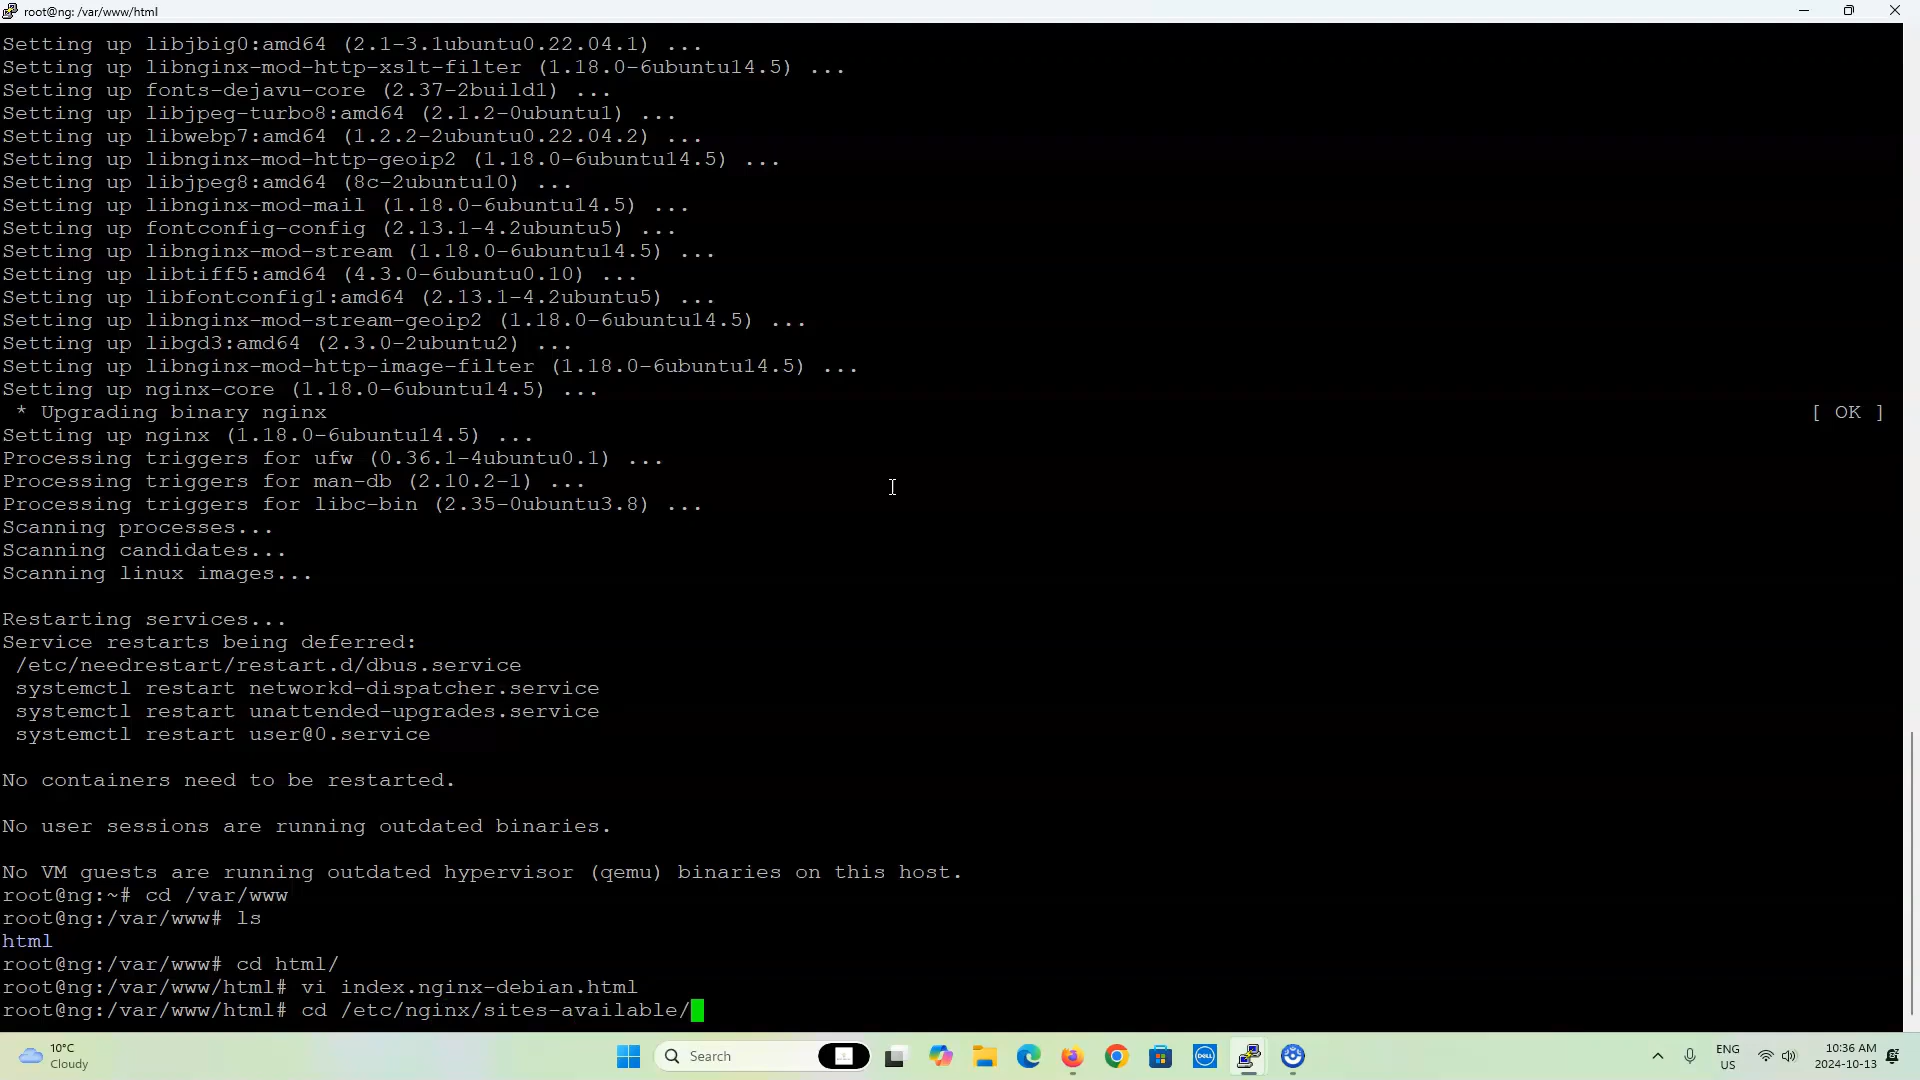 root@ng: /var/www/html
Setting up libjbig0:amd64 (2.1-3.1ubuntu0.22.04.1) ...
Setting up libnginx-mod-http-xslt-filter (1.18.0-6ubuntu14.5) ...
Setting up fonts-dejavu-core (2.37-2build1) ...
Setting up libjpeg-turbo8:amd64 (2.1.2-0ubuntu1) ...
Setting up libwebp7:amd64 (1.2.2-2ubuntu0.22.04.2) ...
Setting up libnginx-mod-http-geoip2 (1.18.0-6ubuntu14.5) ...
Setting up libjpeg8:amd64 (8c-2ubuntu10) ...
Setting up libnginx-mod-mail (1.18.0-6ubuntu14.5) ...
Setting up fontconfig-config (2.13.1-4.2ubuntu5) ...
Setting up libnginx-mod-stream (1.18.0-6ubuntu14.5) ...
Setting up libtiff5:amd64 (4.3.0-6ubuntu0.10) ...
Setting up libfontconfig1:amd64 (2.13.1-4.2ubuntu5) ...
Setting up libnginx-mod-stream-geoip2 (1.18.0-6ubuntu14.5) ...
Setting up libgd3:amd64 (2.3.0-2ubuntu2) ...
Setting up libnginx-mod-http-image-filter (1.18.0-6ubuntu14.5) ...
Setting up nginx-core (1.18.0-6ubuntu14.5) ...
 * Upgrading binary nginx [ OK ]
Setting up nginx (1.18.0-6ubuntu14.5) ...
Processing triggers for ufw (0.36.1-4ubuntu0.1) ...
Processing triggers for man-db (2.10.2-1) ...
Processing triggers for libc-bin (2.35-0ubuntu3.8) ...
Scanning processes...
Scanning candidates...
Scanning linux images...
Restarting services...
Service restarts being deferred:
 /etc/needrestart/restart.d/dbus.service
 systemctl restart networkd-dispatcher.service
 systemctl restart unattended-upgrades.service
 systemctl restart user@0.service
No containers need to be restarted.
No user sessions are running outdated binaries.
No VM guests are running outdated hypervisor (qemu) binaries on this host.
root@ng:~# cd /var/www
root@ng:/var/www# ls
html
root@ng:/var/www# cd html/
root@ng:/var/www/html# vi index.nginx-debian.html
root@ng:/var/www/html# cd /etc/nginx/sites-available/
10°C
Cloudy
Search
DELL
ENG
US
10:36 AM
2024-10-13